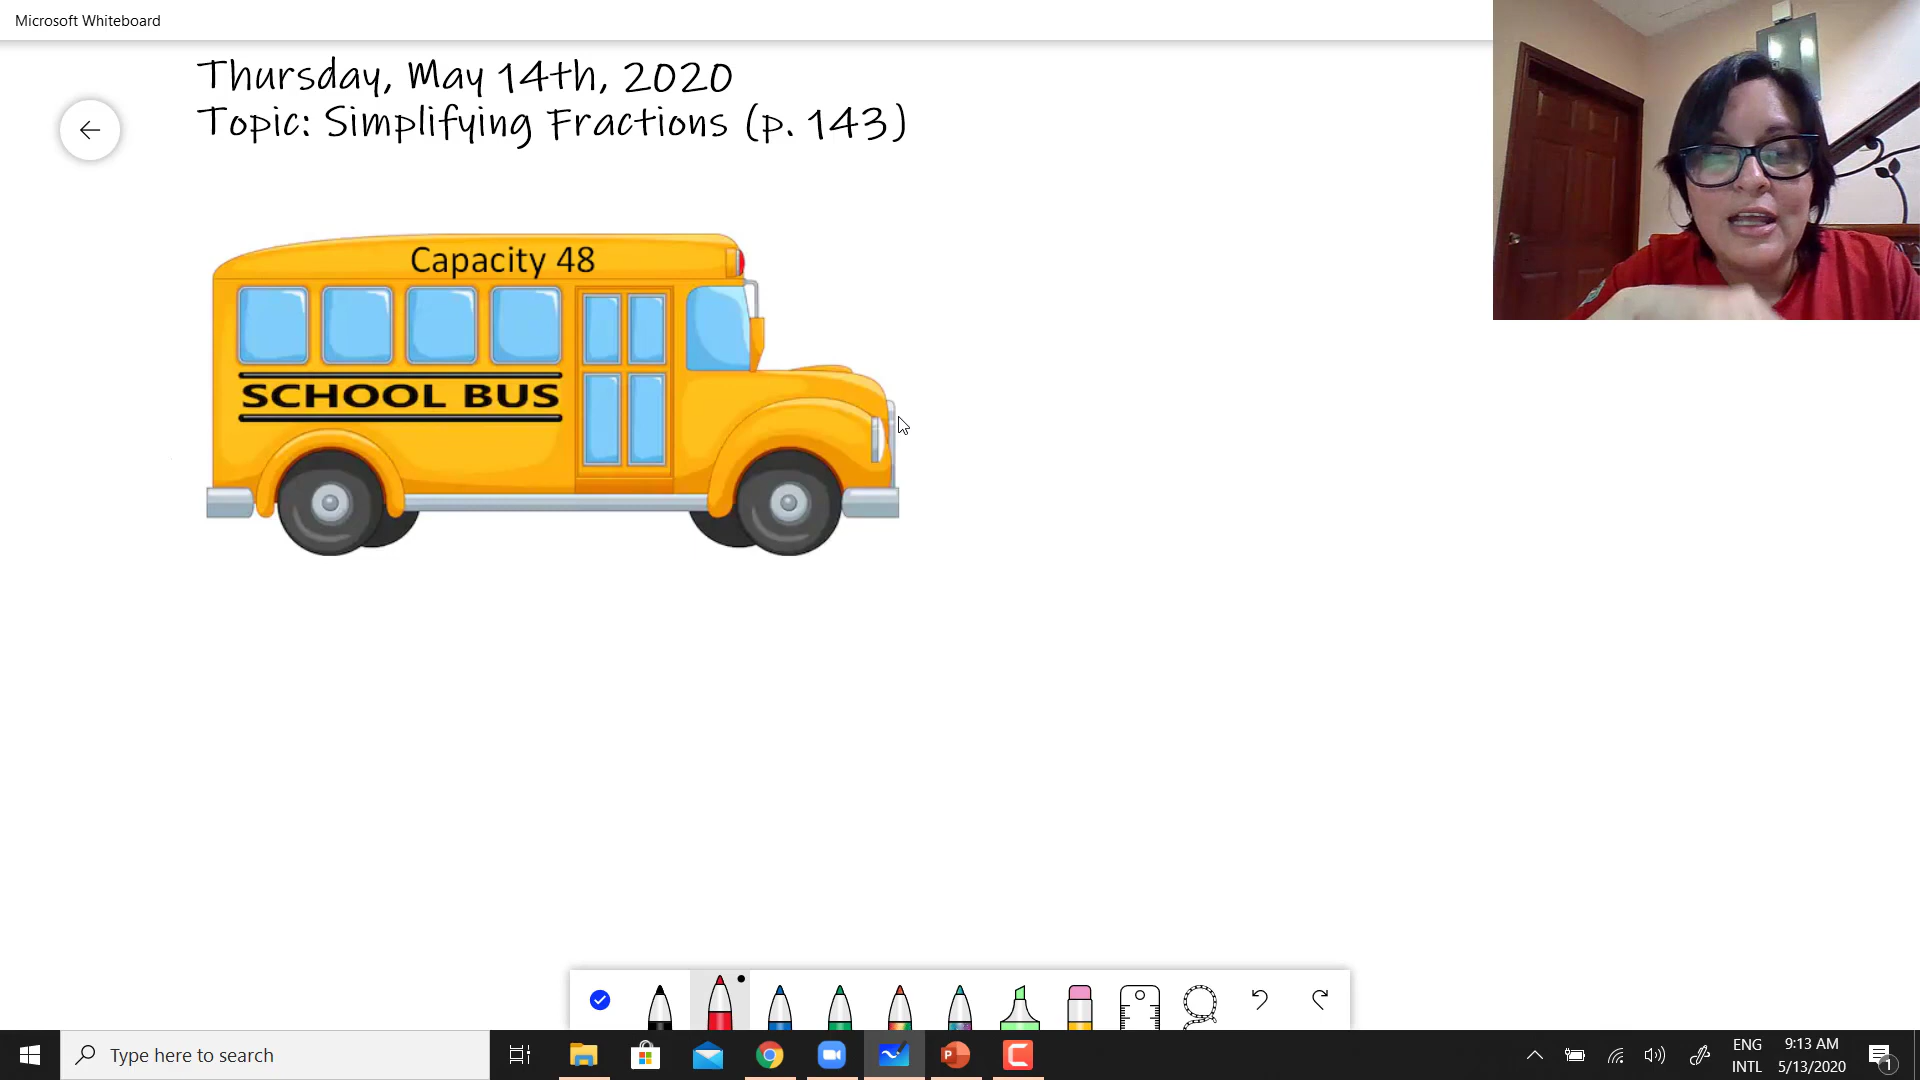 Microsoft Whiteboard
Thursday, May 14th, 2020
Topic: Simplifying Fractions (p. 143)
Capacity 48
SCHOOL BUS
Type here to search
ENG
INTL
9:13 AM
5/13/2020
1